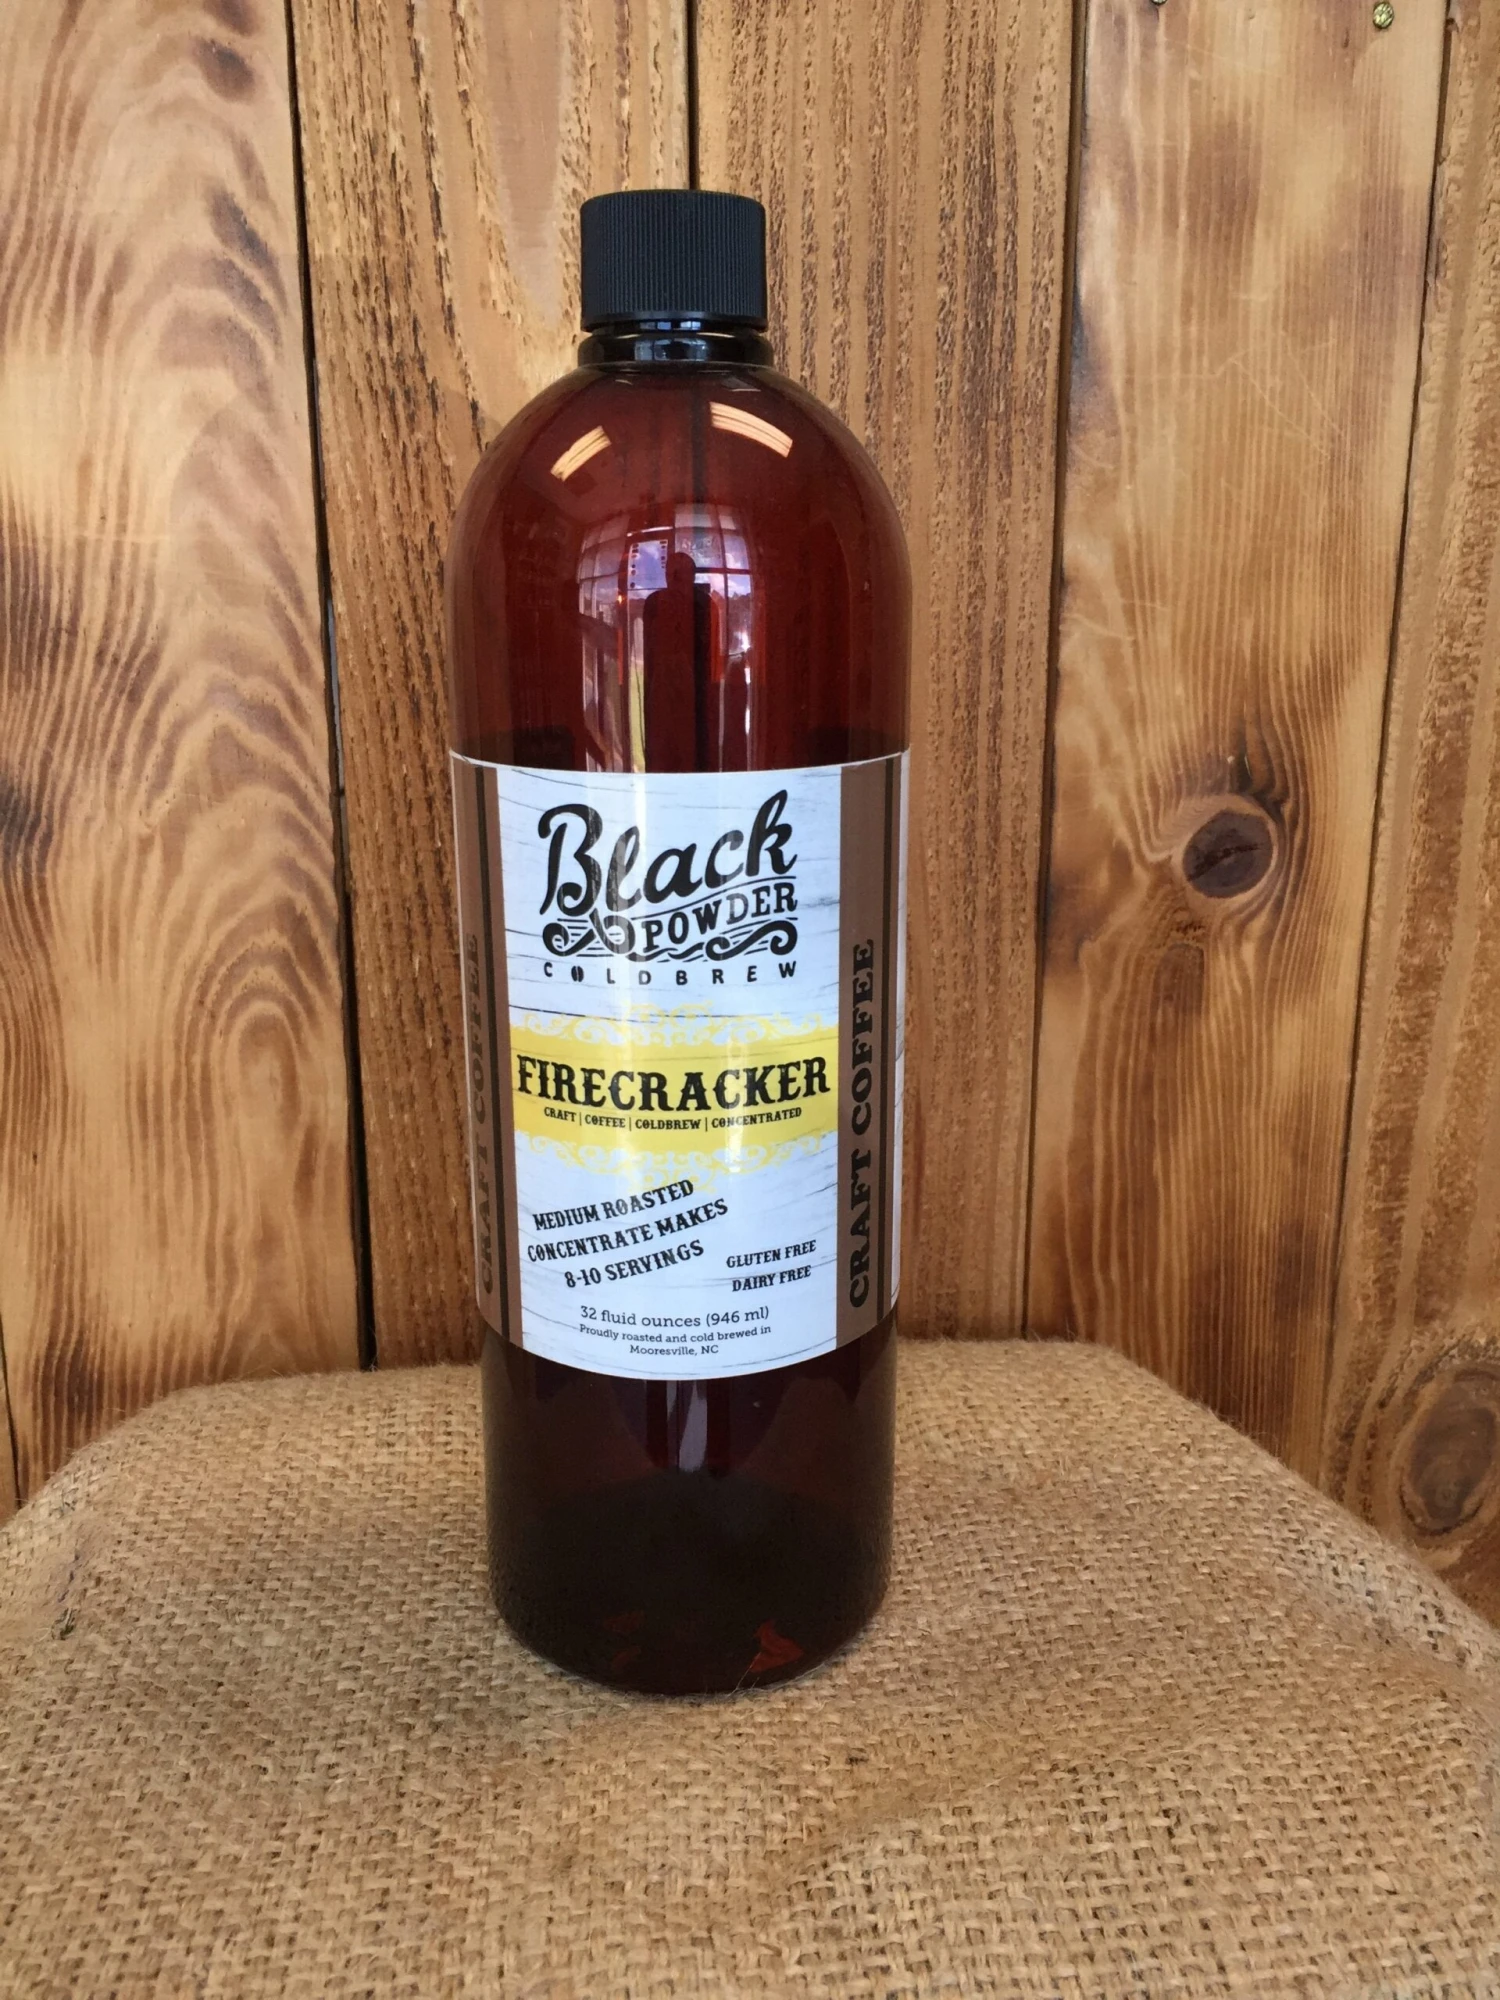 Black
POWDER
COLDBREW
FIRECRACKER
CRAFT | COFFEE | COLDBREW | CONCENTRATED
MEDIUM ROASTED
CONCENTRATE MAKES
8-10 SERVINGS
GLUTEN FREE
DAIRY FREE
32 fluid ounces (946 ml)
Proudly roasted and cold brewed in
Mooresville, NC
CRAFT COFFEE
CRAFT COFFEE